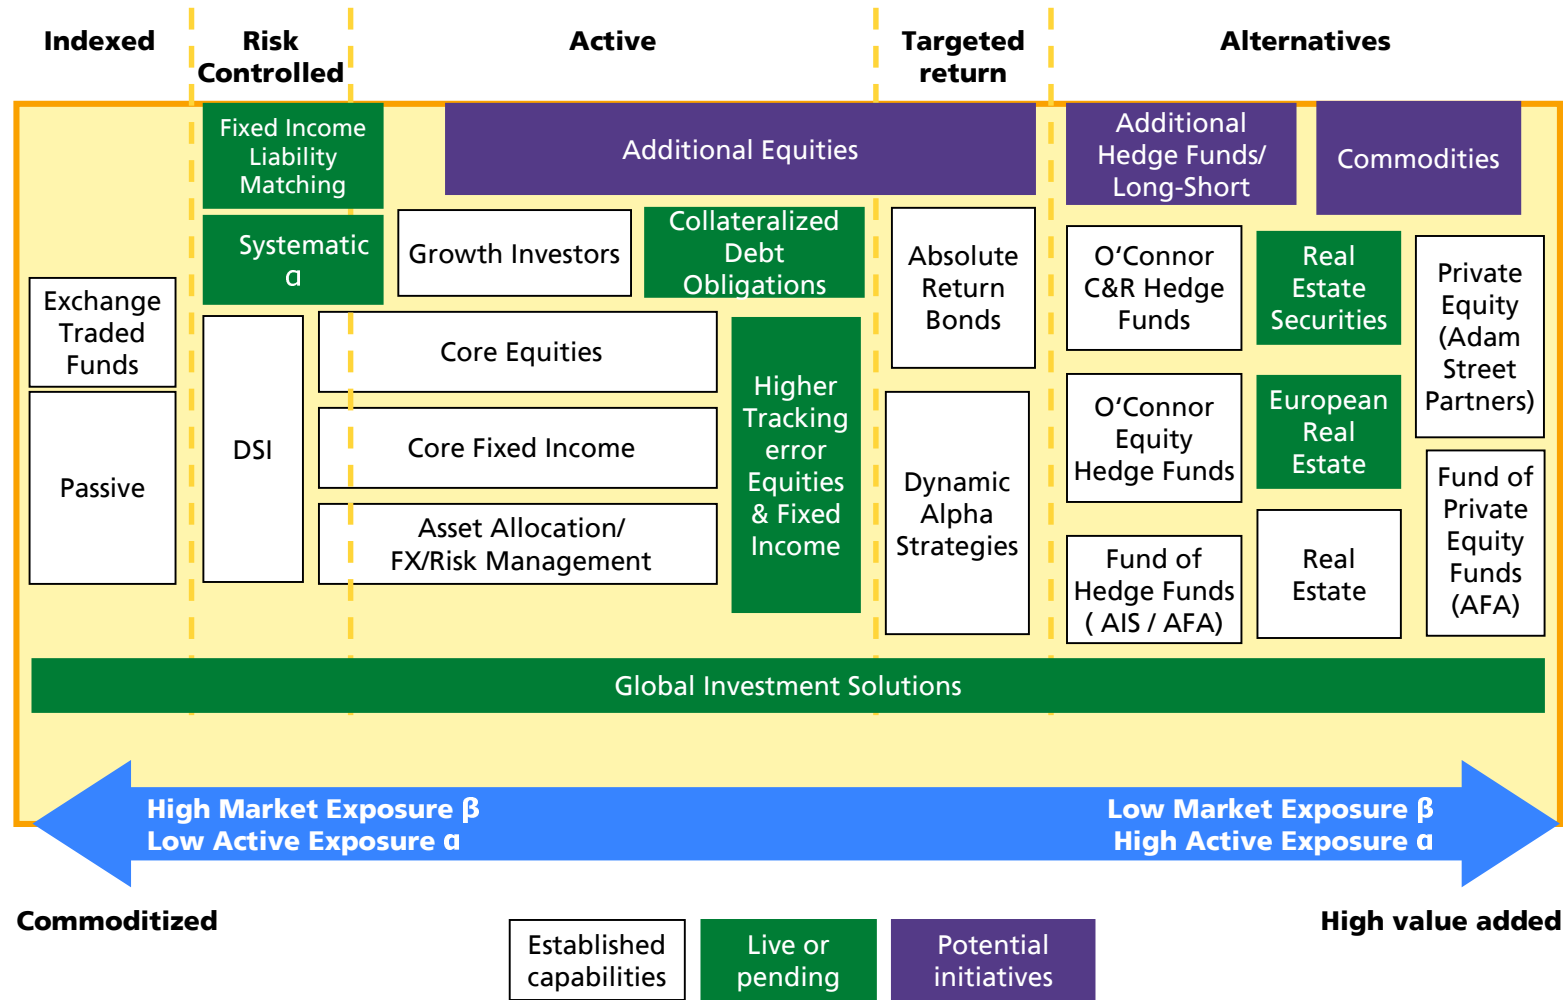 Indexed
Risk
Controlled
Active
Targeted
return
Alternatives
Fixed Income
Liability
Matching
Additional Equities
Additional
Hedge Funds/
Long-Short
Commodities
Systematic
α
Growth Investors
Collateralized
Debt
Obligations
Absolute
Return
Bonds
O‘Connor
C&R Hedge
Funds
Real
Estate
Securities
Private
Equity
(Adam
Street
Partners)
Exchange
Traded
Funds
Passive
DSI
Core Equities
Core Fixed Income
Asset Allocation/
FX/Risk Management
Higher
Tracking
error
Equities
& Fixed
Income
Dynamic
Alpha
Strategies
O‘Connor
Equity
Hedge Funds
European
Real
Estate
Fund of
Hedge Funds
( AIS / AFA)
Real
Estate
Fund of
Private
Equity
Funds
(AFA)
Global Investment Solutions
High Market Exposure β
Low Active Exposure α
Low Market Exposure β
High Active Exposure α
Commoditized
High value added
Established
capabilities
Live or
pending
Potential
initiatives